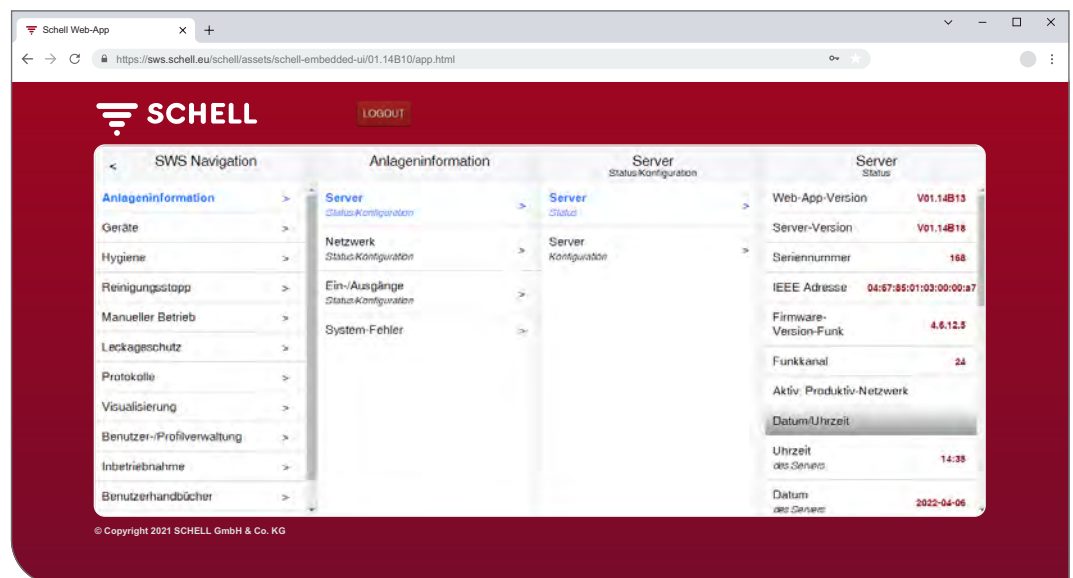 Schell Web-App
https://sws.schell.eu/schell/assets/schell-embedded-ui/01.14B10/app.html
SCHELL
LOGOUT
< SWS Navigation
Anlageninformation >
Geräte >
Hygiene >
Reinigungsstopp >
Manueller Betrieb >
Leckageschutz >
Protokolle >
Visualisierung >
Benutzer-/Profilverwaltung >
Inbetriebnahme >
Benutzerhandbücher >
Anlageninformation
Server >
Status/Konfiguration
Netzwerk >
Status/Konfiguration
Ein-/Ausgänge >
Status/Konfiguration
System-Fehler >
Server
Status/Konfiguration
Server >
Status
Server >
Konfiguration
Server
Status
Web-App-Version V01.14B13
Server-Version V01.14B18
Seriennummer 168
IEEE Adresse 04:67:85:01:03:00:00:a7
Firmware-
Version-Funk 4.6.12.5
Funkkanal 24
Aktiv: Produktiv-Netzwerk
Datum/Uhrzeit
Uhrzeit 14:38
des Servers
Datum 2022-04-06
des Servers
© Copyright 2021 SCHELL GmbH & Co. KG